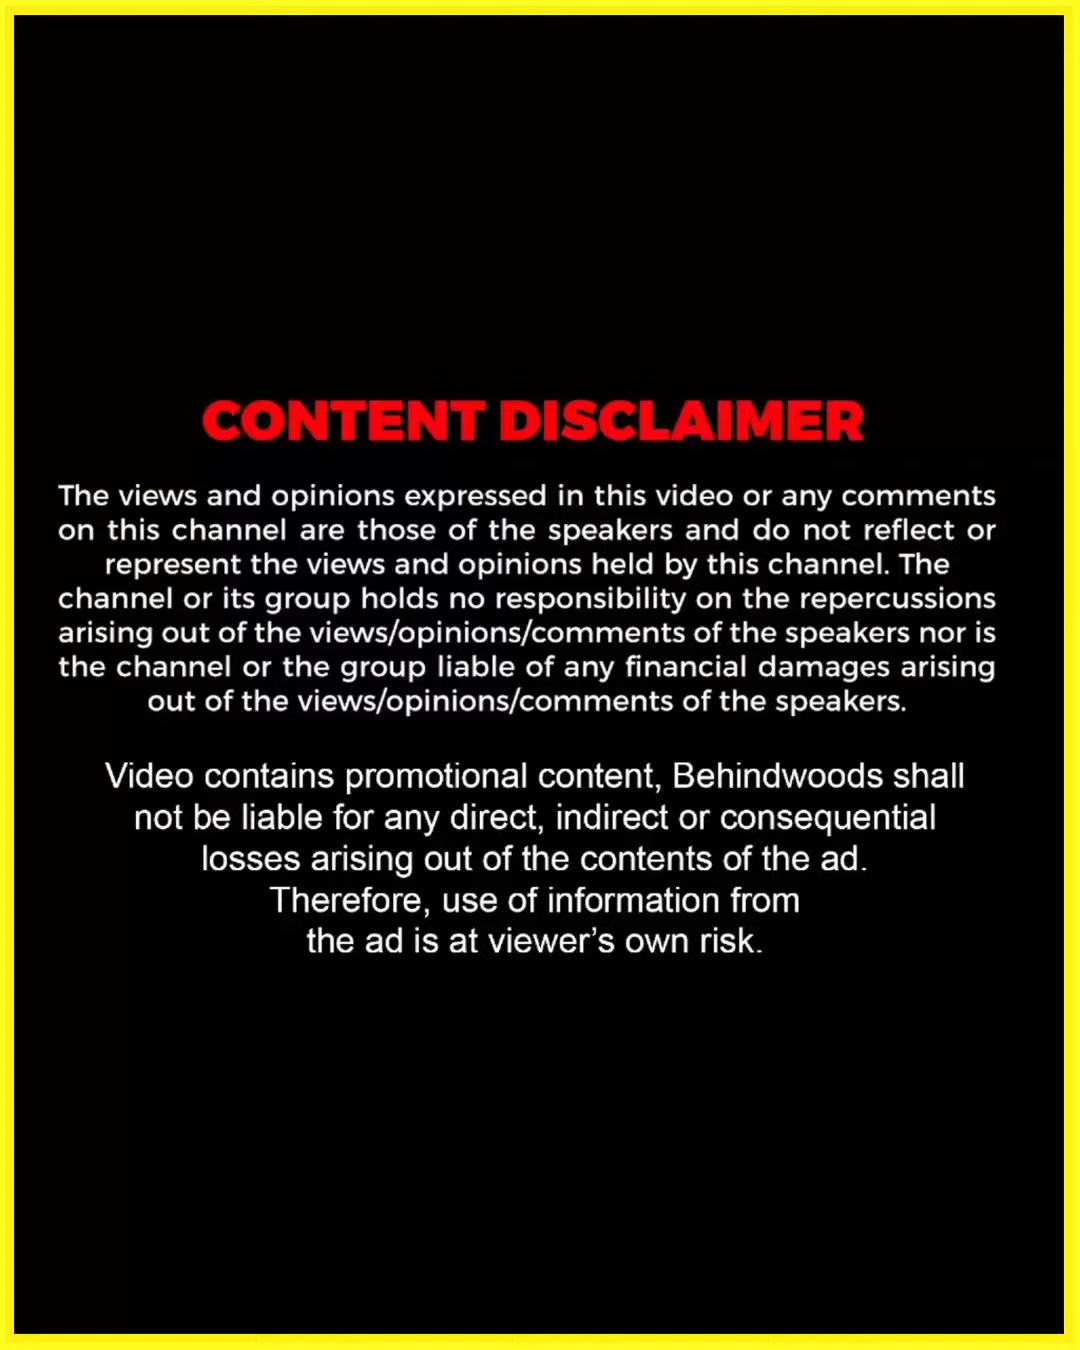 CONTENT DISCLAIMER
The views and opinions expressed in this video or any comments
on this channel are those of the speakers and do not reflect or
represent the views and opinions held by this channel. The
channel or its group holds no responsibility on the repercussions
arising out of the views/opinions/comments of the speakers nor is
the channel or the group liable of any financial damages arising
out of the views/opinions/comments of the speakers.
Video contains promotional content, Behindwoods shall
not be liable for any direct, indirect or consequential
losses arising out of the contents of the ad.
Therefore, use of information from
the ad is at viewer’s own risk.